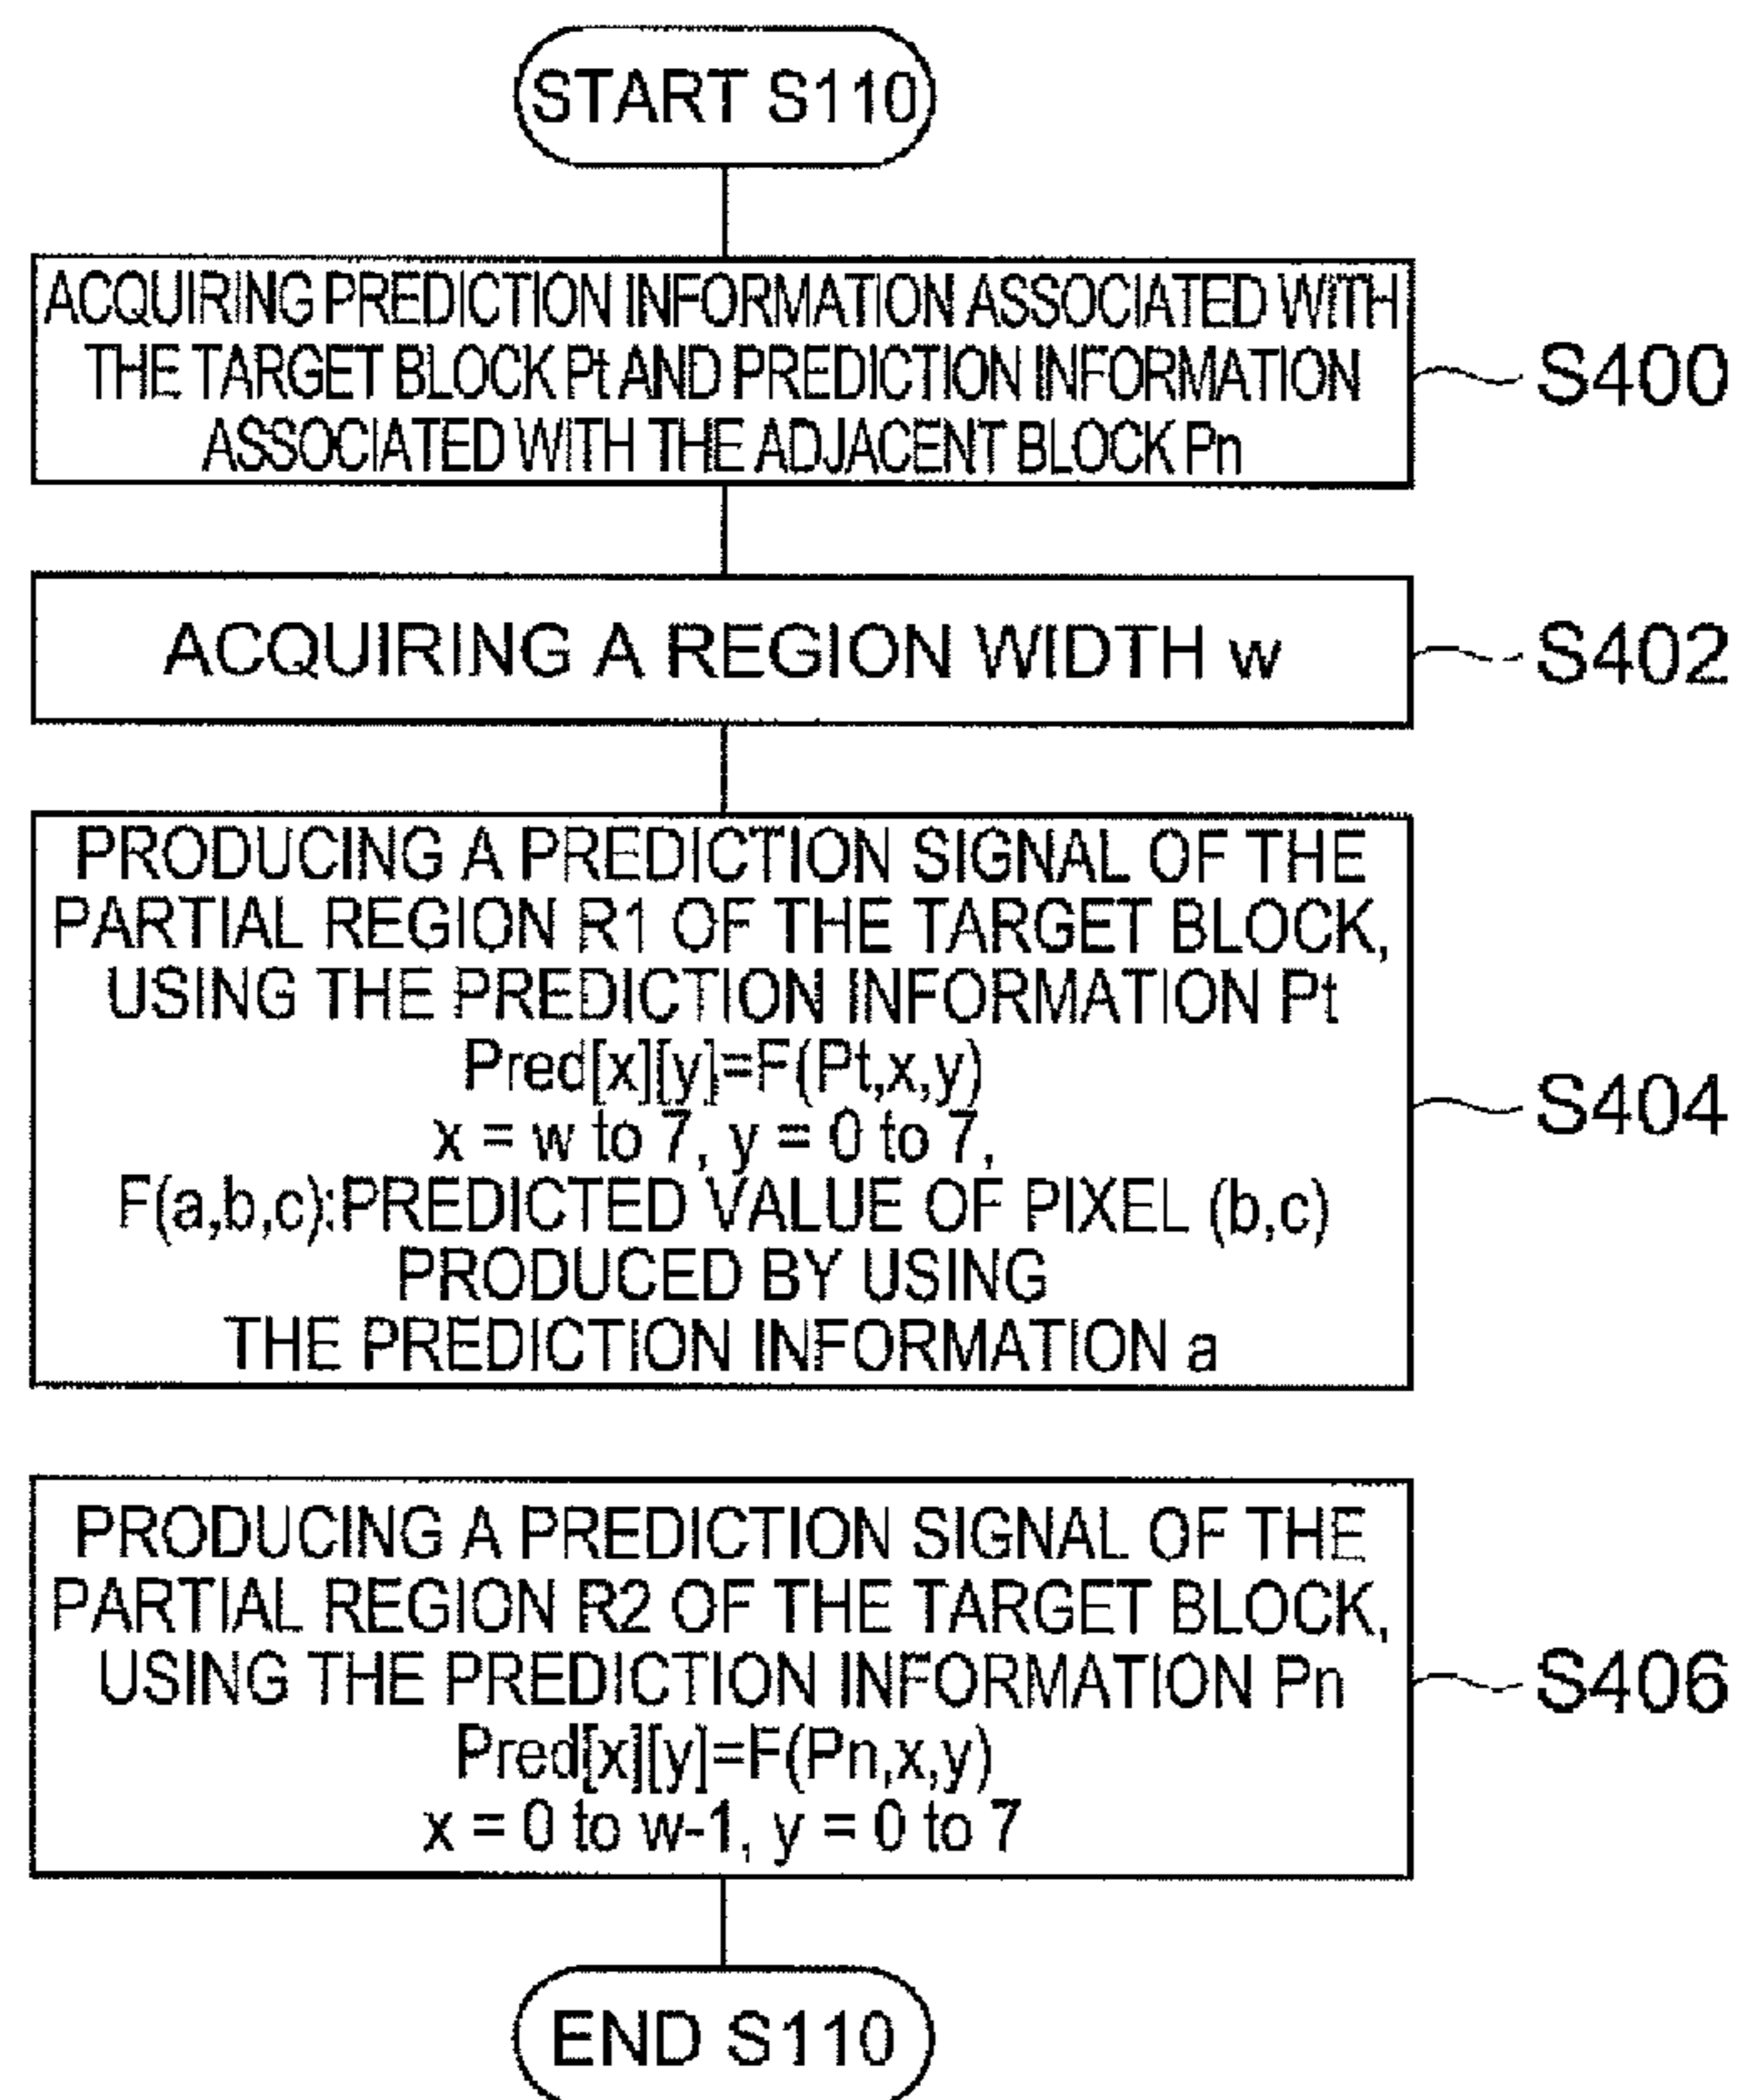 START S110
ACQUIRING PREDICTION INFORMATION ASSOCIATED WITH
THE TARGET BLOCK Pt AND PREDICTION INFORMATION
ASSOCIATED WITH THE ADJACENT BLOCK Pn
S400
ACQUIRING A REGION WIDTH w
S402
PRODUCING A PREDICTION SIGNAL OF THE
PARTIAL REGION R1 OF THE TARGET BLOCK,
USING THE PREDICTION INFORMATION Pt
Pred[x][y]=F(Pt,x,y)
x = w to 7, y = 0 to 7,
F(a,b,c):PREDICTED VALUE OF PIXEL (b,c)
PRODUCED BY USING
THE PREDICTION INFORMATION a
S404
PRODUCING A PREDICTION SIGNAL OF THE
PARTIAL REGION R2 OF THE TARGET BLOCK,
USING THE PREDICTION INFORMATION Pn
Pred[x][y]=F(Pn,x,y)
x = 0 to w-1, y = 0 to 7
S406
END S110